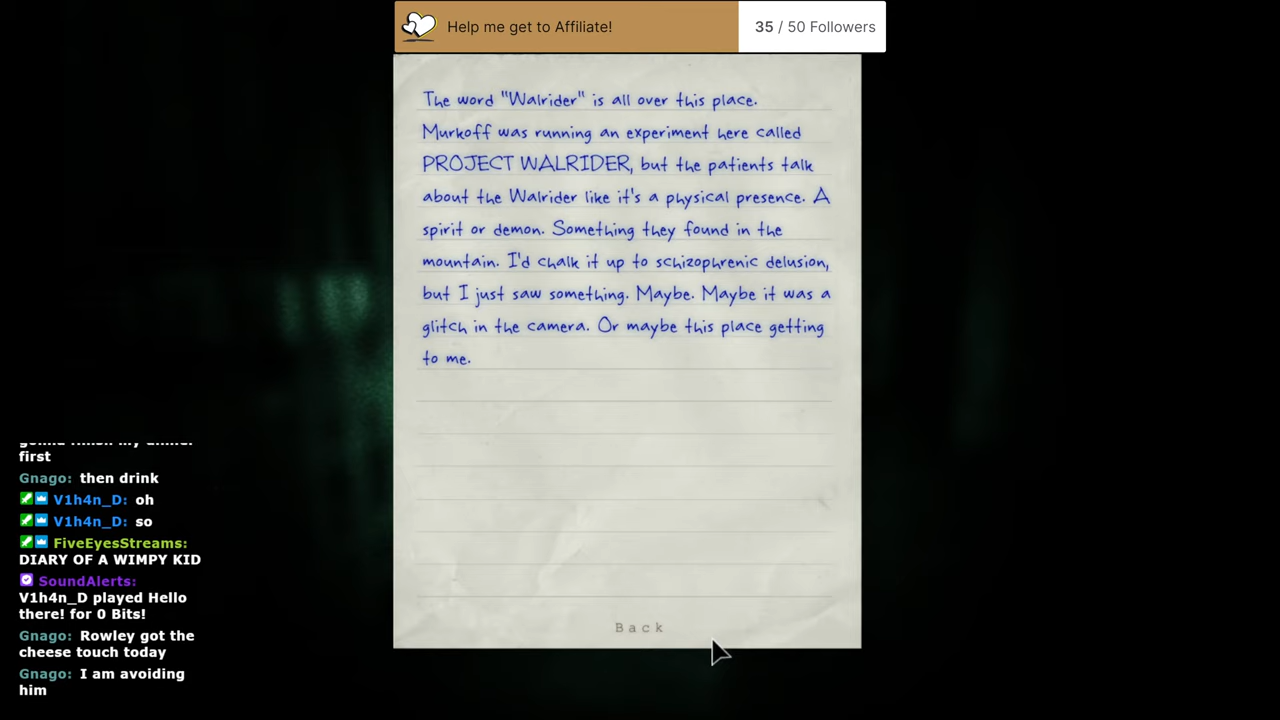 Help me get to Affiliate!
35 / 50 Followers
The word "Walrider" is all over this place.
Murkoff was running an experiment here called
PROJECT WALRIDER, but the patients talk
about the Walrider like it's a physical presence. A
spirit or demon. Something they found in the
mountain. I'd chalk it up to schizophrenic delusion,
but I just saw something. Maybe. Maybe it was a
glitch in the camera. Or maybe this place getting
to me.
Back
first
Gnago: then drink
V1h4n_D: oh
V1h4n_D: so
FiveEyesStreams:
DIARY OF A WIMPY KID
SoundAlerts:
V1h4n_D played Hello
there! for 0 Bits!
Gnago: Rowley got the
cheese touch today
Gnago: I am avoiding
him